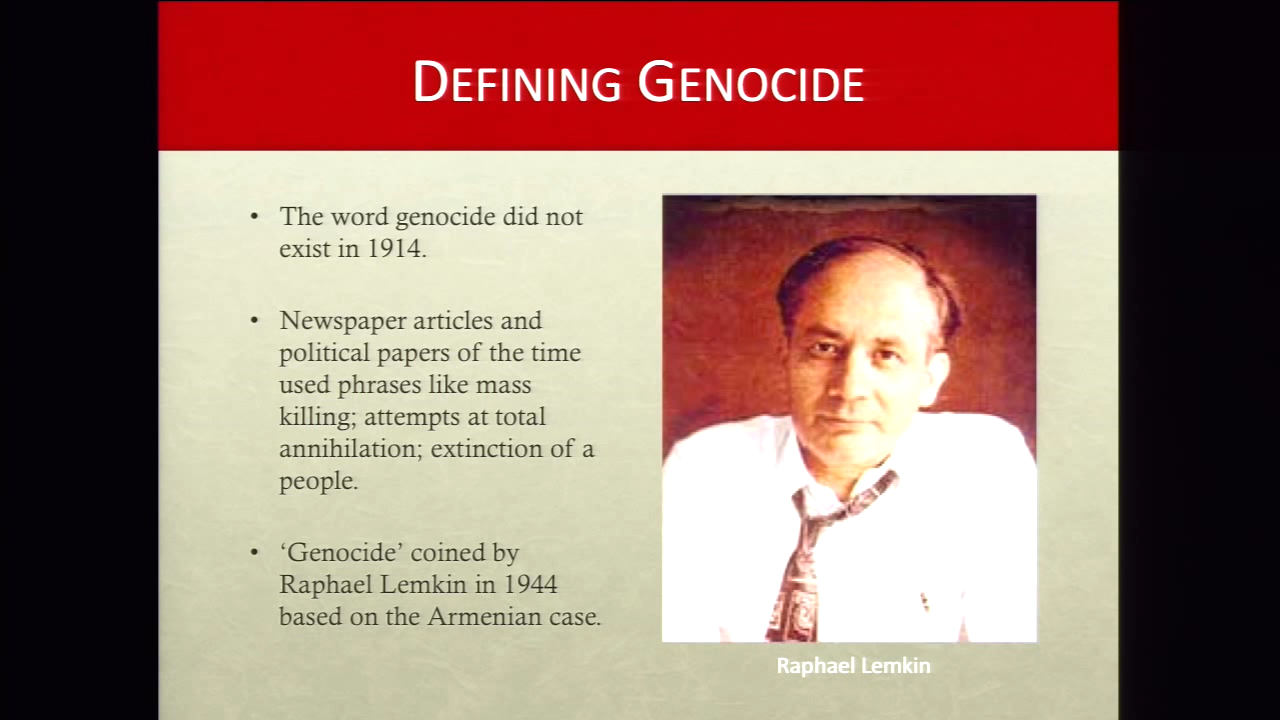 DEFINING GENOCIDE
• The word genocide did not
exist in 1914.
• Newspaper articles and
political papers of the time
used phrases like mass
killing; attempts at total
annihilation; extinction of a
people.
• ‘Genocide’ coined by
Raphael Lemkin in 1944
based on the Armenian case.
Raphael Lemkin